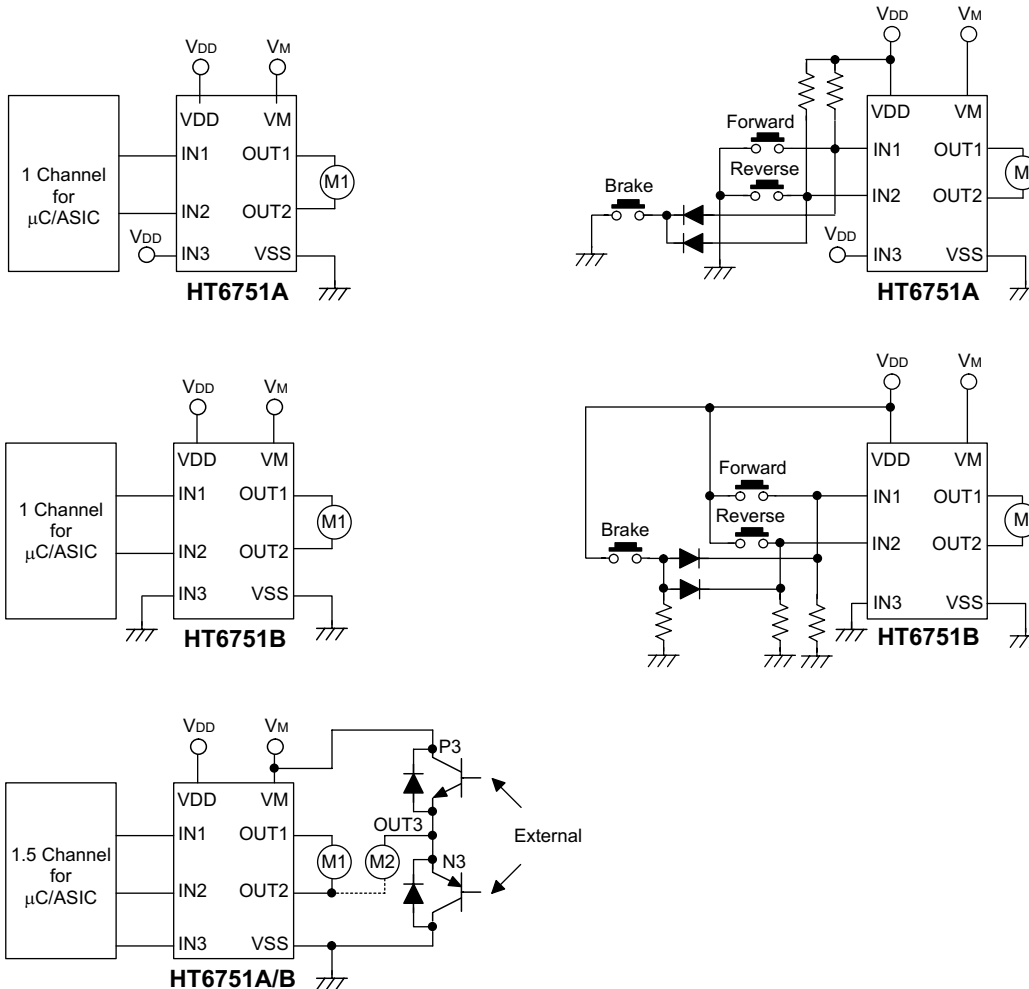 VDD
VM
VDD
VM
1 Channel
for
μC/ASIC
IN1
OUT1
M1
IN2
OUT2
VDD
IN3
VSS
HT6751A
VDD
VM
Forward
Reverse
Brake
VDD
VM
IN1
OUT1
M
IN2
OUT2
VDD
IN3
VSS
HT6751A
VDD
VM
VDD
VM
1 Channel
for
μC/ASIC
IN1
OUT1
M1
IN2
OUT2
IN3
VSS
HT6751B
VDD
VM
Forward
Reverse
Brake
VDD
VM
IN1
OUT1
M
IN2
OUT2
IN3
VSS
HT6751B
VDD
VM
VDD
VM
1.5 Channel
for
μC/ASIC
IN1
OUT1
M1
IN2
OUT2
IN3
VSS
HT6751A/B
P3
OUT3
M2
N3
External